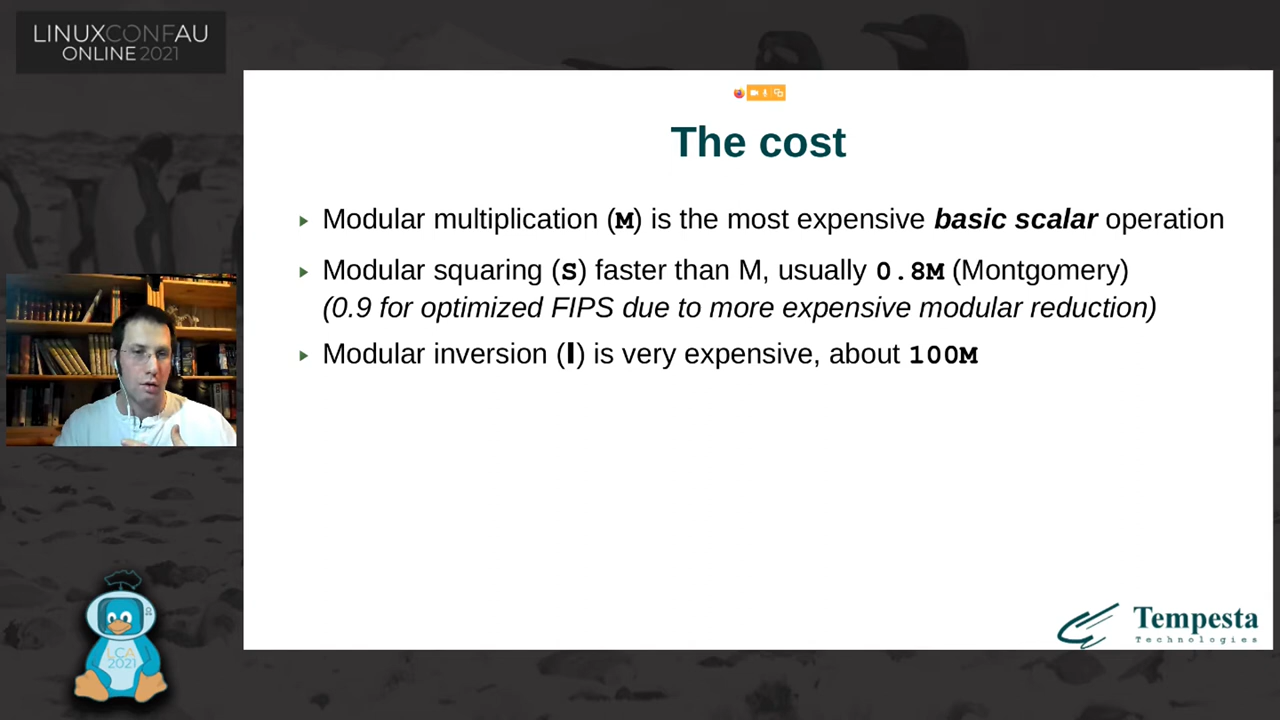 LINUXCONFAU
ONLINE 2021
The cost
Modular multiplication (M) is the most expensive basic scalar operation
Modular squaring (S) faster than M, usually 0.8M (Montgomery)
(0.9 for optimized FIPS due to more expensive modular reduction)
Modular inversion (I) is very expensive, about 100M
LCA
2021
Tempesta
Technologies